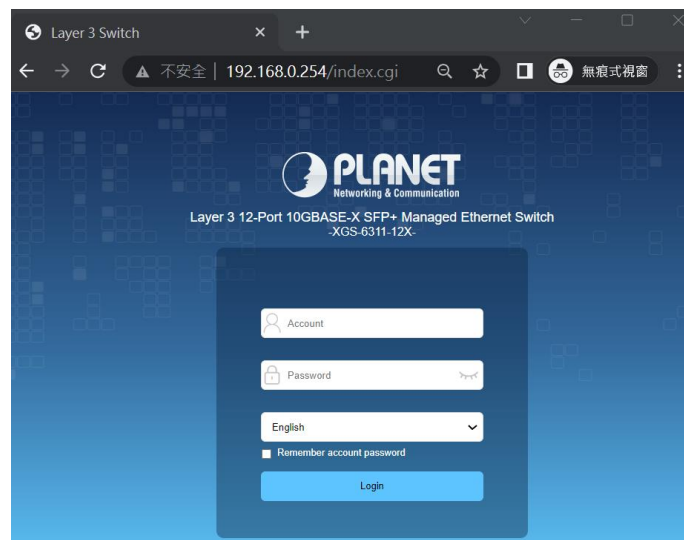 Layer 3 Switch
不安全 | 192.168.0.254/index.cgi
無痕式視窗
PLANET
Networking & Communication
Layer 3 12-Port 10GBASE-X SFP+ Managed Ethernet Switch
-XGS-6311-12X-
Account
Password
English
Remember account password
Login